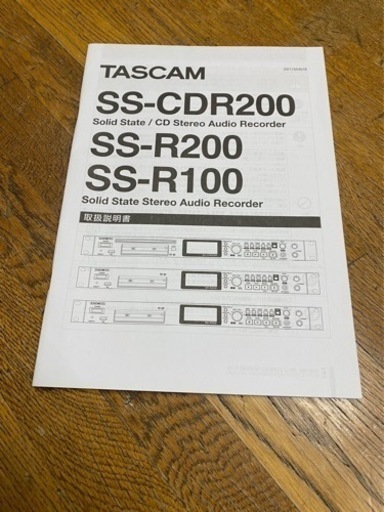 TASCAM
SS-CDR200
Solid State / CD Stereo Audio Recorder
SS-R200
SS-R100
Solid State Stereo Audio Recorder
取扱説明書